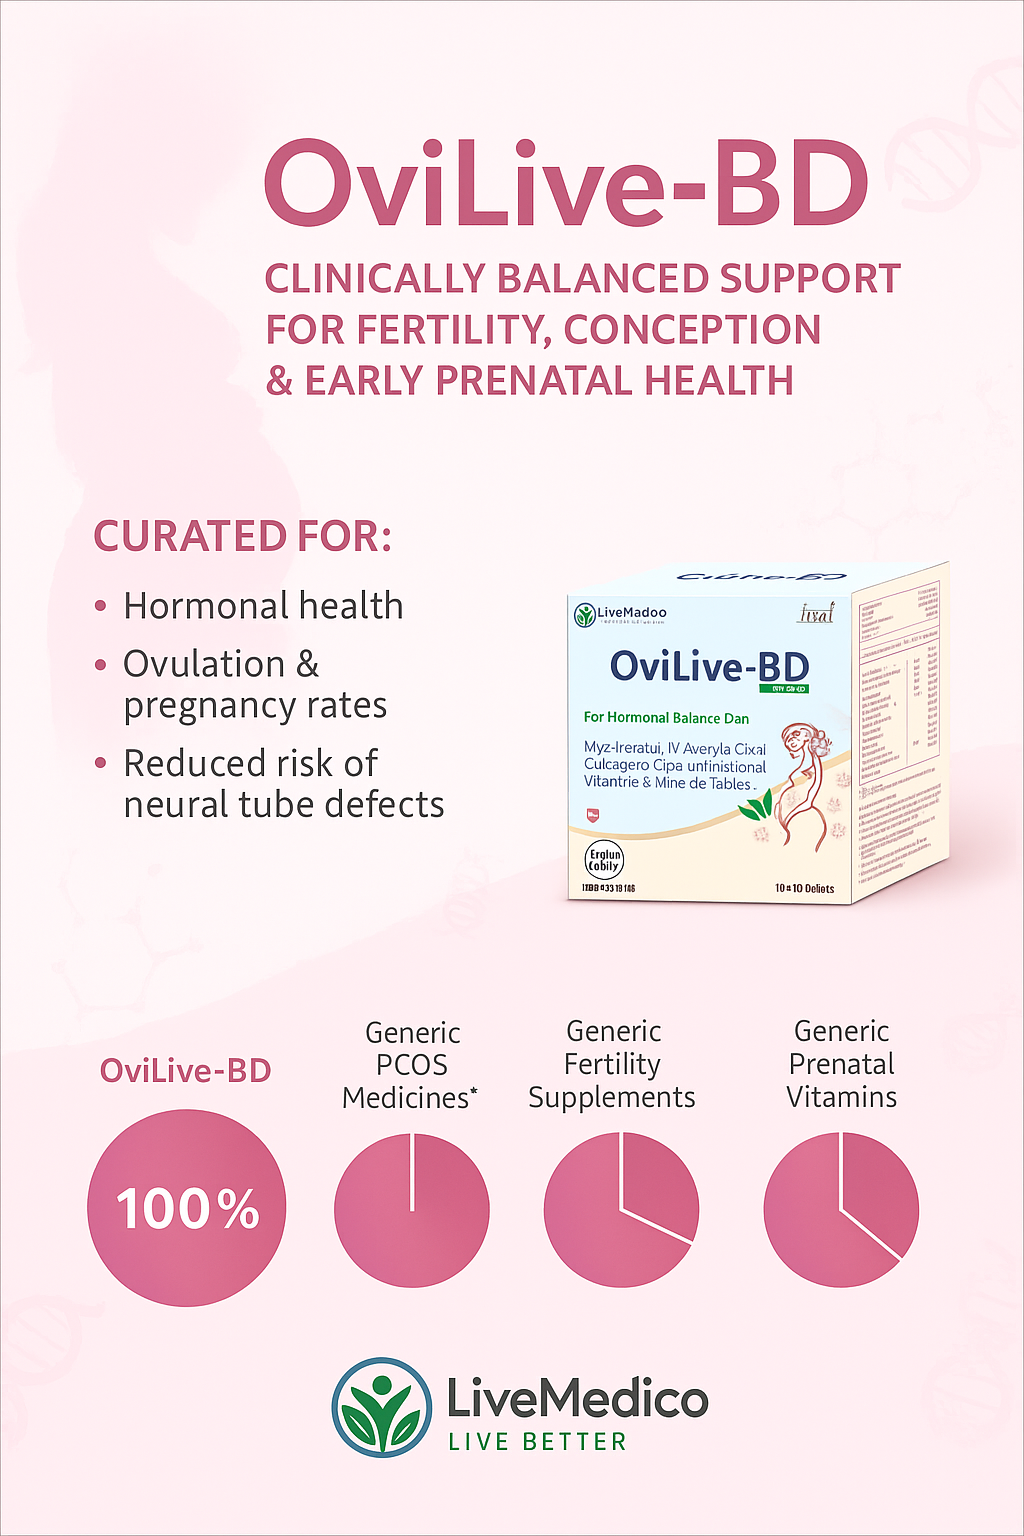 OviLive-BD
CLINICALLY BALANCED SUPPORT
FOR FERTILITY, CONCEPTION
& EARLY PRENATAL HEALTH
CURATED FOR:
• Hormonal health
• Ovulation &
pregnancy rates
• Reduced risk of
neural tube defects
LiveMadoo
OviLive-BD
For Hormonal Balance Dan
Myz-Ireratui, IV Averyla Cixal
Culcagero Cipa unfinistional
Vitantrie & Mine de Tables.
Erglun
Cobily
OviLive-BD
100%
Generic
PCOS
Medicines*
Generic
Fertility
Supplements
Generic
Prenatal
Vitamins
LiveMedico
LIVE BETTER